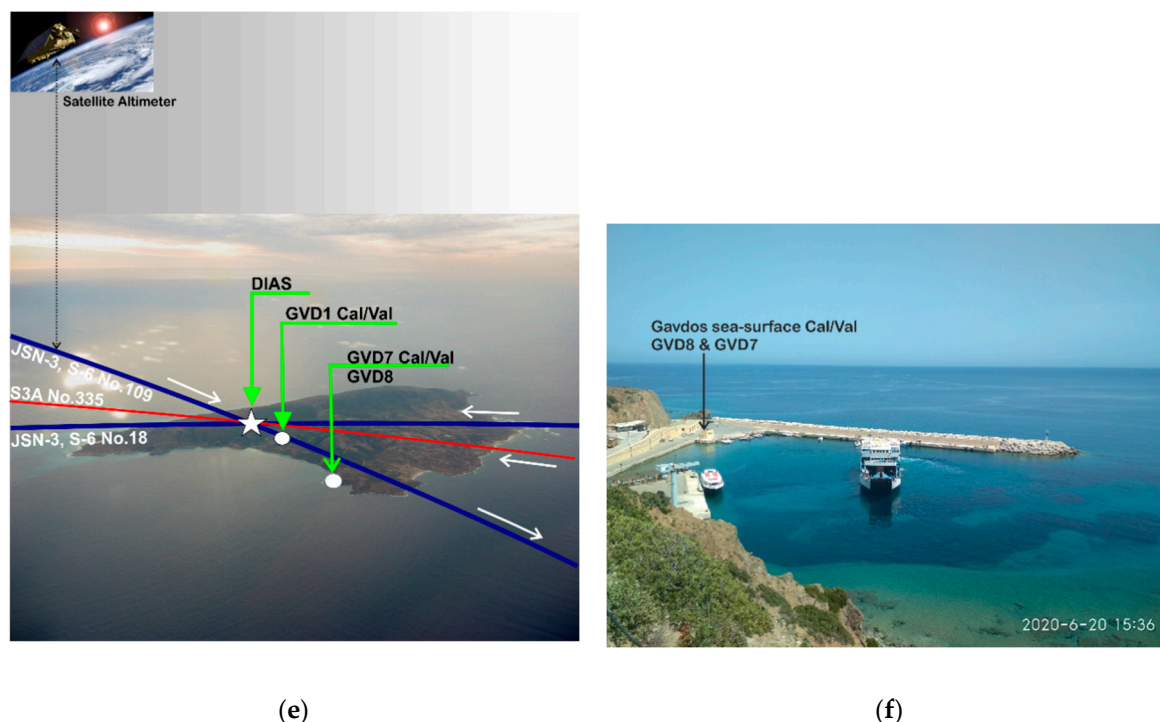 Satellite Altimeter
DIAS
GVD1 Cal/Val
GVD7 Cal/Val
GVD8
JSN-3, S-6 No.109
S3A No.335
JSN-3, S-6 No.18
(e)
Gavdos sea-surface Cal/Val
GVD8 & GVD7
2020-6-20 15:36
(f)